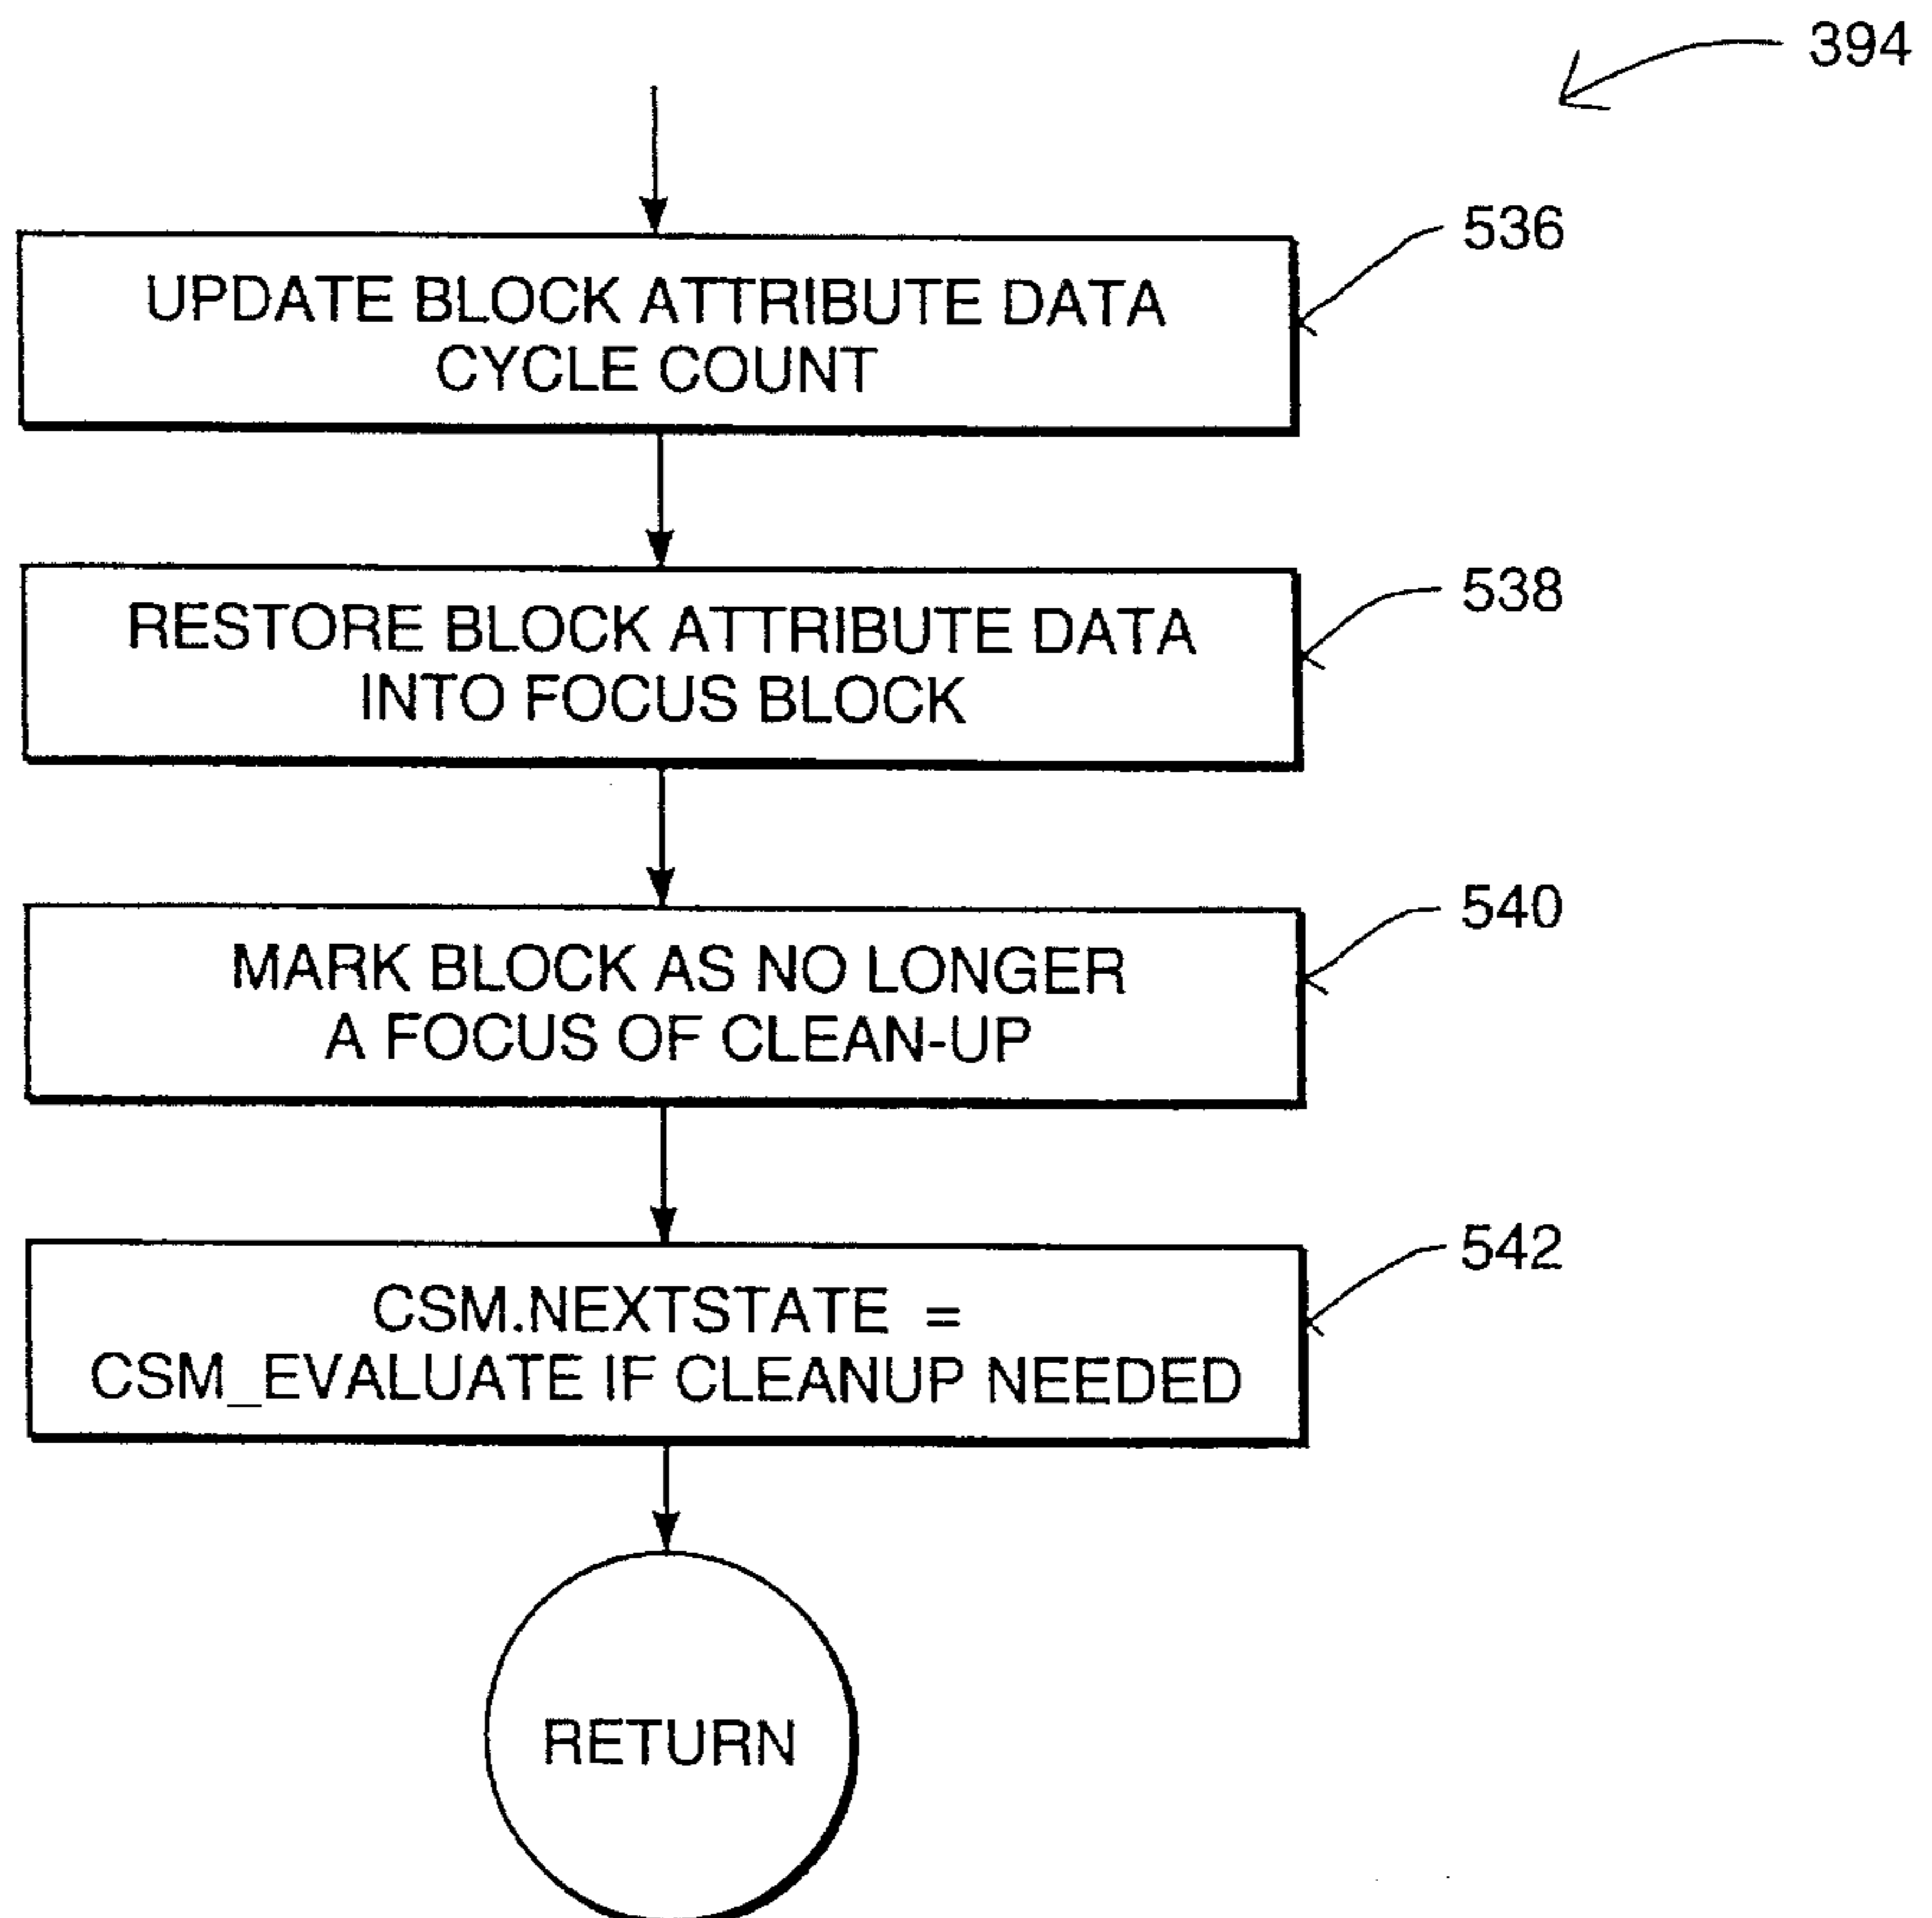 394
536
UPDATE BLOCK ATTRIBUTE DATA
CYCLE COUNT
538
RESTORE BLOCK ATTRIBUTE DATA
INTO FOCUS BLOCK
540
MARK BLOCK AS NO LONGER
A FOCUS OF CLEAN-UP
542
CSM.NEXTSTATE =
CSM_EVALUATE IF CLEANUP NEEDED
RETURN